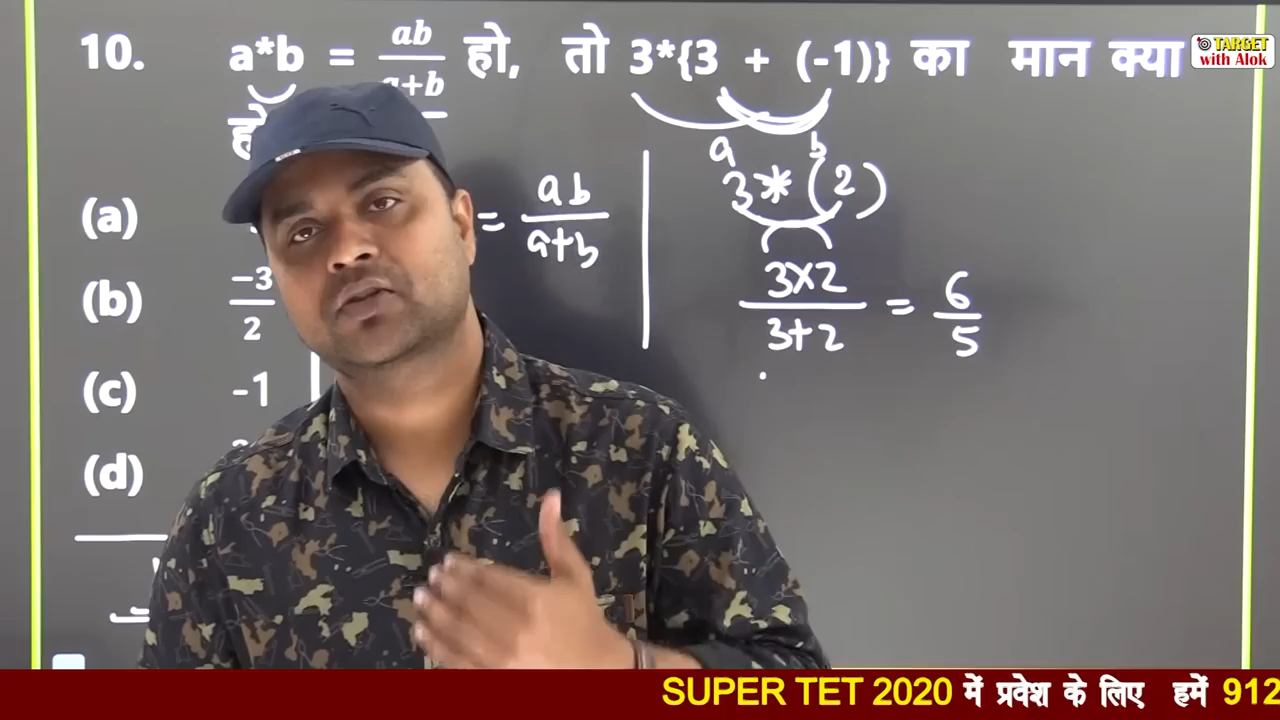 10. a*b = ab/a+b हो, तो 3*{3 + (-1)} का मान क्या
TARGET
with Alok
हो
a b
3*(2)
(a)
= ab/a+b
(b) -3/2
3×2/3+2 = 6/5
(c) -1
(d)
SUPER TET 2020 में प्रवेश के लिए हमें 912